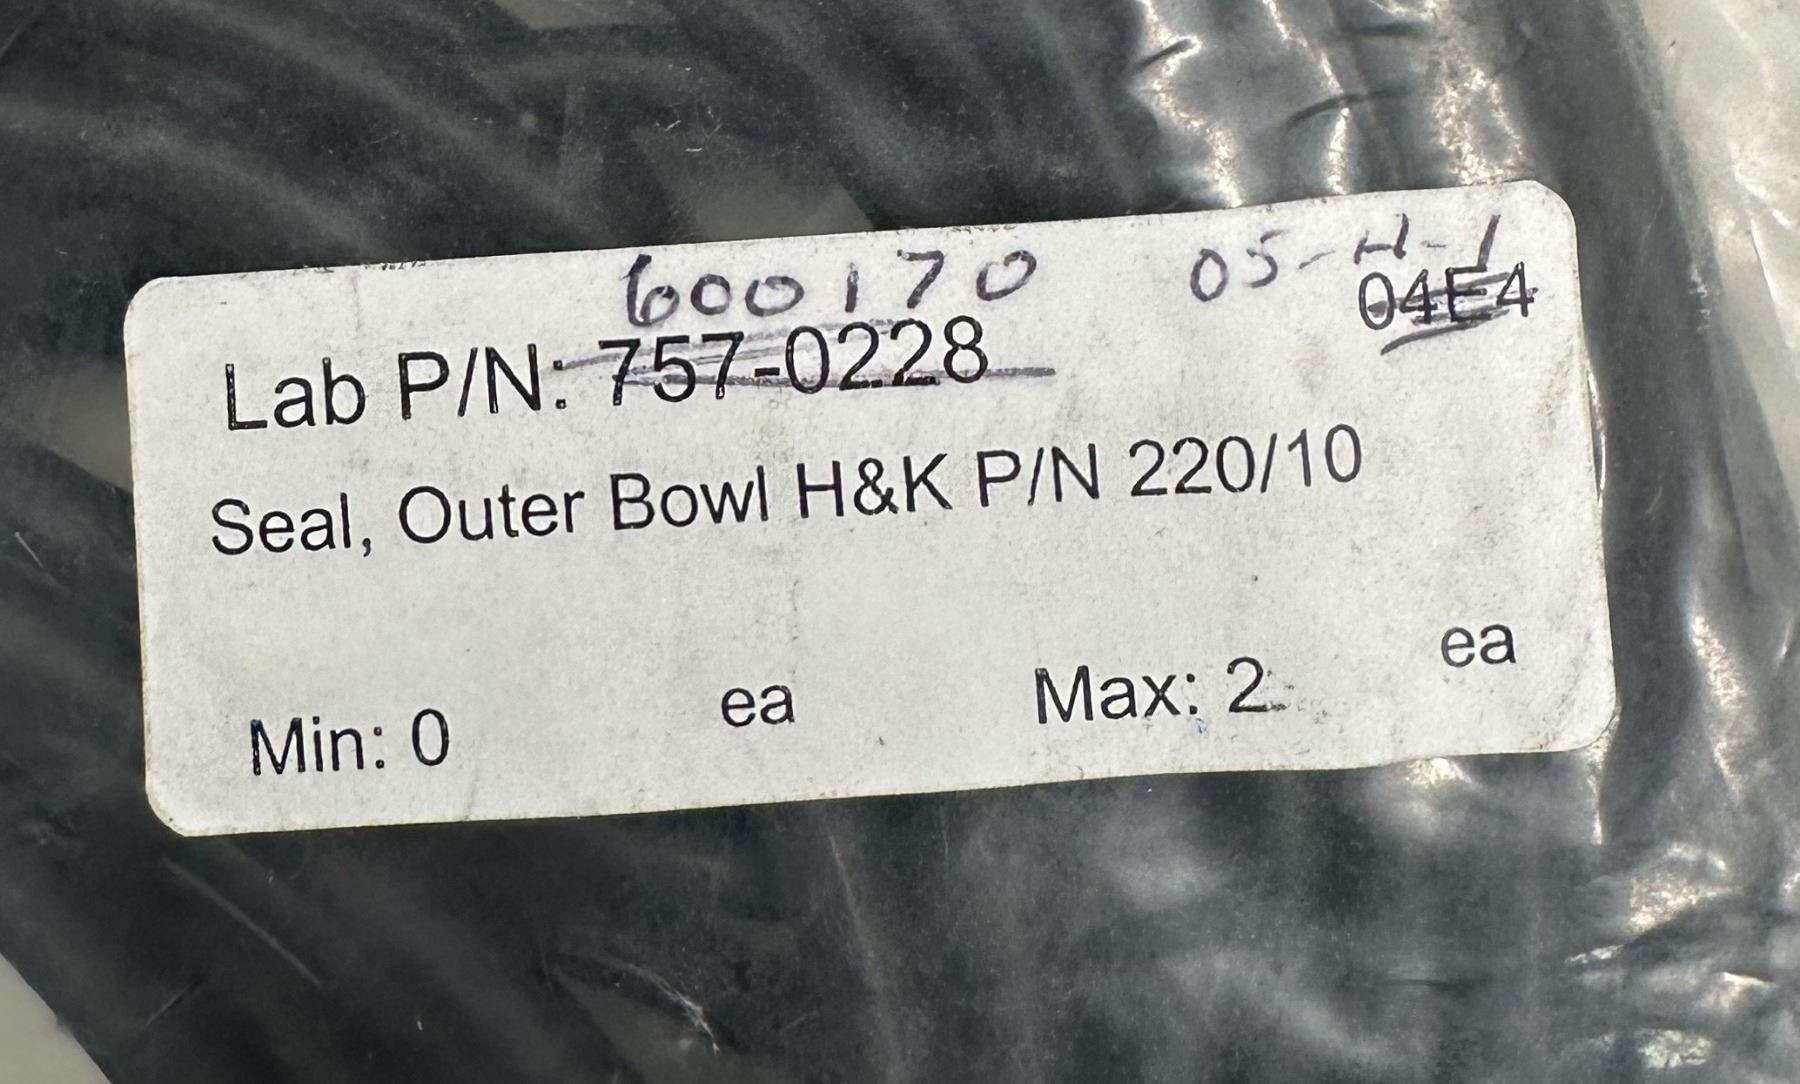 600170 05-H-1
04E4
Lab P/N: 757-0228
Seal, Outer Bowl H&K P/N 220/10
Min: 0 ea Max: 2 ea